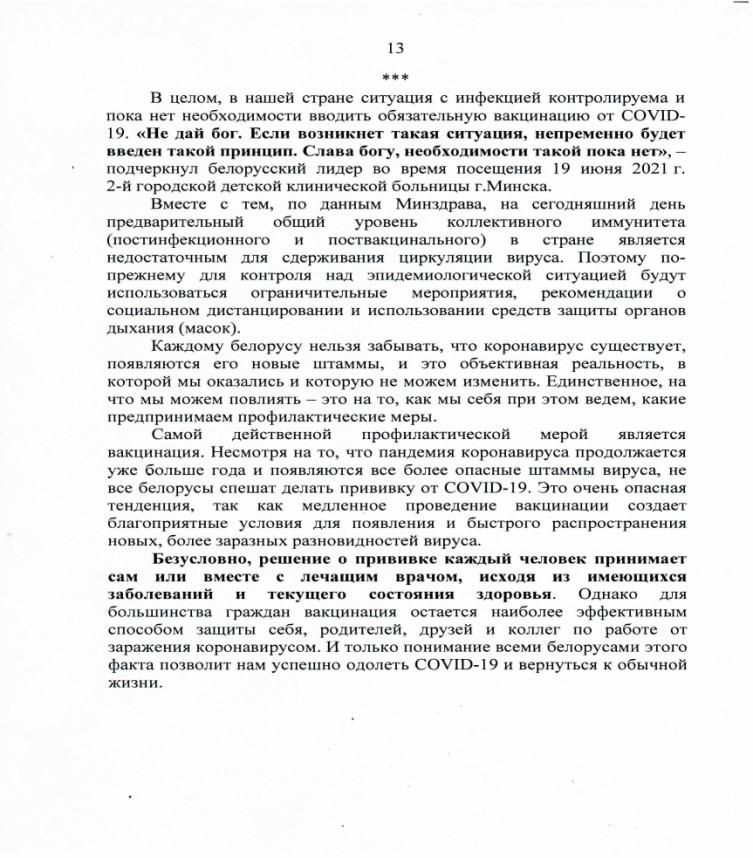 13
***
В целом, в нашей стране ситуация с инфекцией контролируема и
пока нет необходимости вводить обязательную вакцинацию от COVID-
19. «Не дай бог. Если возникнет такая ситуация, непременно будет
введен такой принцип. Слава богу, необходимости такой пока нет», –
подчеркнул белорусский лидер во время посещения 19 июня 2021 г.
2-й городской детской клинической больницы г.Минска.
Вместе с тем, по данным Минздрава, на сегодняшний день
предварительный общий уровень коллективного иммунитета
(постинфекционного и поствакцинального) в стране является
недостаточным для сдерживания циркуляции вируса. Поэтому по-
прежнему для контроля над эпидемиологической ситуацией будут
использоваться ограничительные мероприятия, рекомендации о
социальном дистанцировании и использовании средств защиты органов
дыхания (масок).
Каждому белорусу нельзя забывать, что коронавирус существует,
появляются его новые штаммы, и это объективная реальность, в
которой мы оказались и которую не можем изменить. Единственное, на
что мы можем повлиять – это на то, как мы себя при этом ведем, какие
предпринимаем профилактические меры.
Самой действенной профилактической мерой является
вакцинация. Несмотря на то, что пандемия коронавируса продолжается
уже больше года и появляются все более опасные штаммы вируса, не
все белорусы спешат делать прививку от COVID-19. Это очень опасная
тенденция, так как медленное проведение вакцинации создает
благоприятные условия для появления и быстрого распространения
новых, более заразных разновидностей вируса.
Безусловно, решение о прививке каждый человек принимает
сам или вместе с лечащим врачом, исходя из имеющихся
заболеваний и текущего состояния здоровья. Однако для
большинства граждан вакцинация остается наиболее эффективным
способом защиты себя, родителей, друзей и коллег по работе от
заражения коронавирусом. И только понимание всеми белорусами этого
факта позволит нам успешно одолеть COVID-19 и вернуться к обычной
жизни.